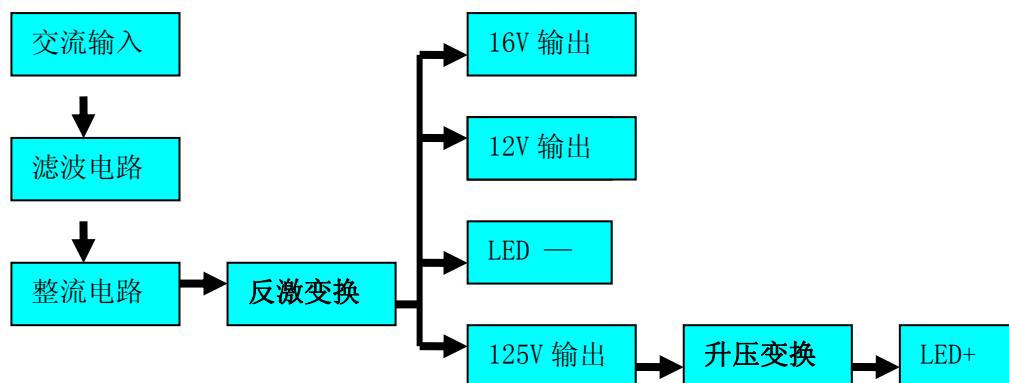 交流输入
滤波电路
整流电路
反激变换
16V 输出
12V 输出
LED —
125V 输出
升压变换
LED+